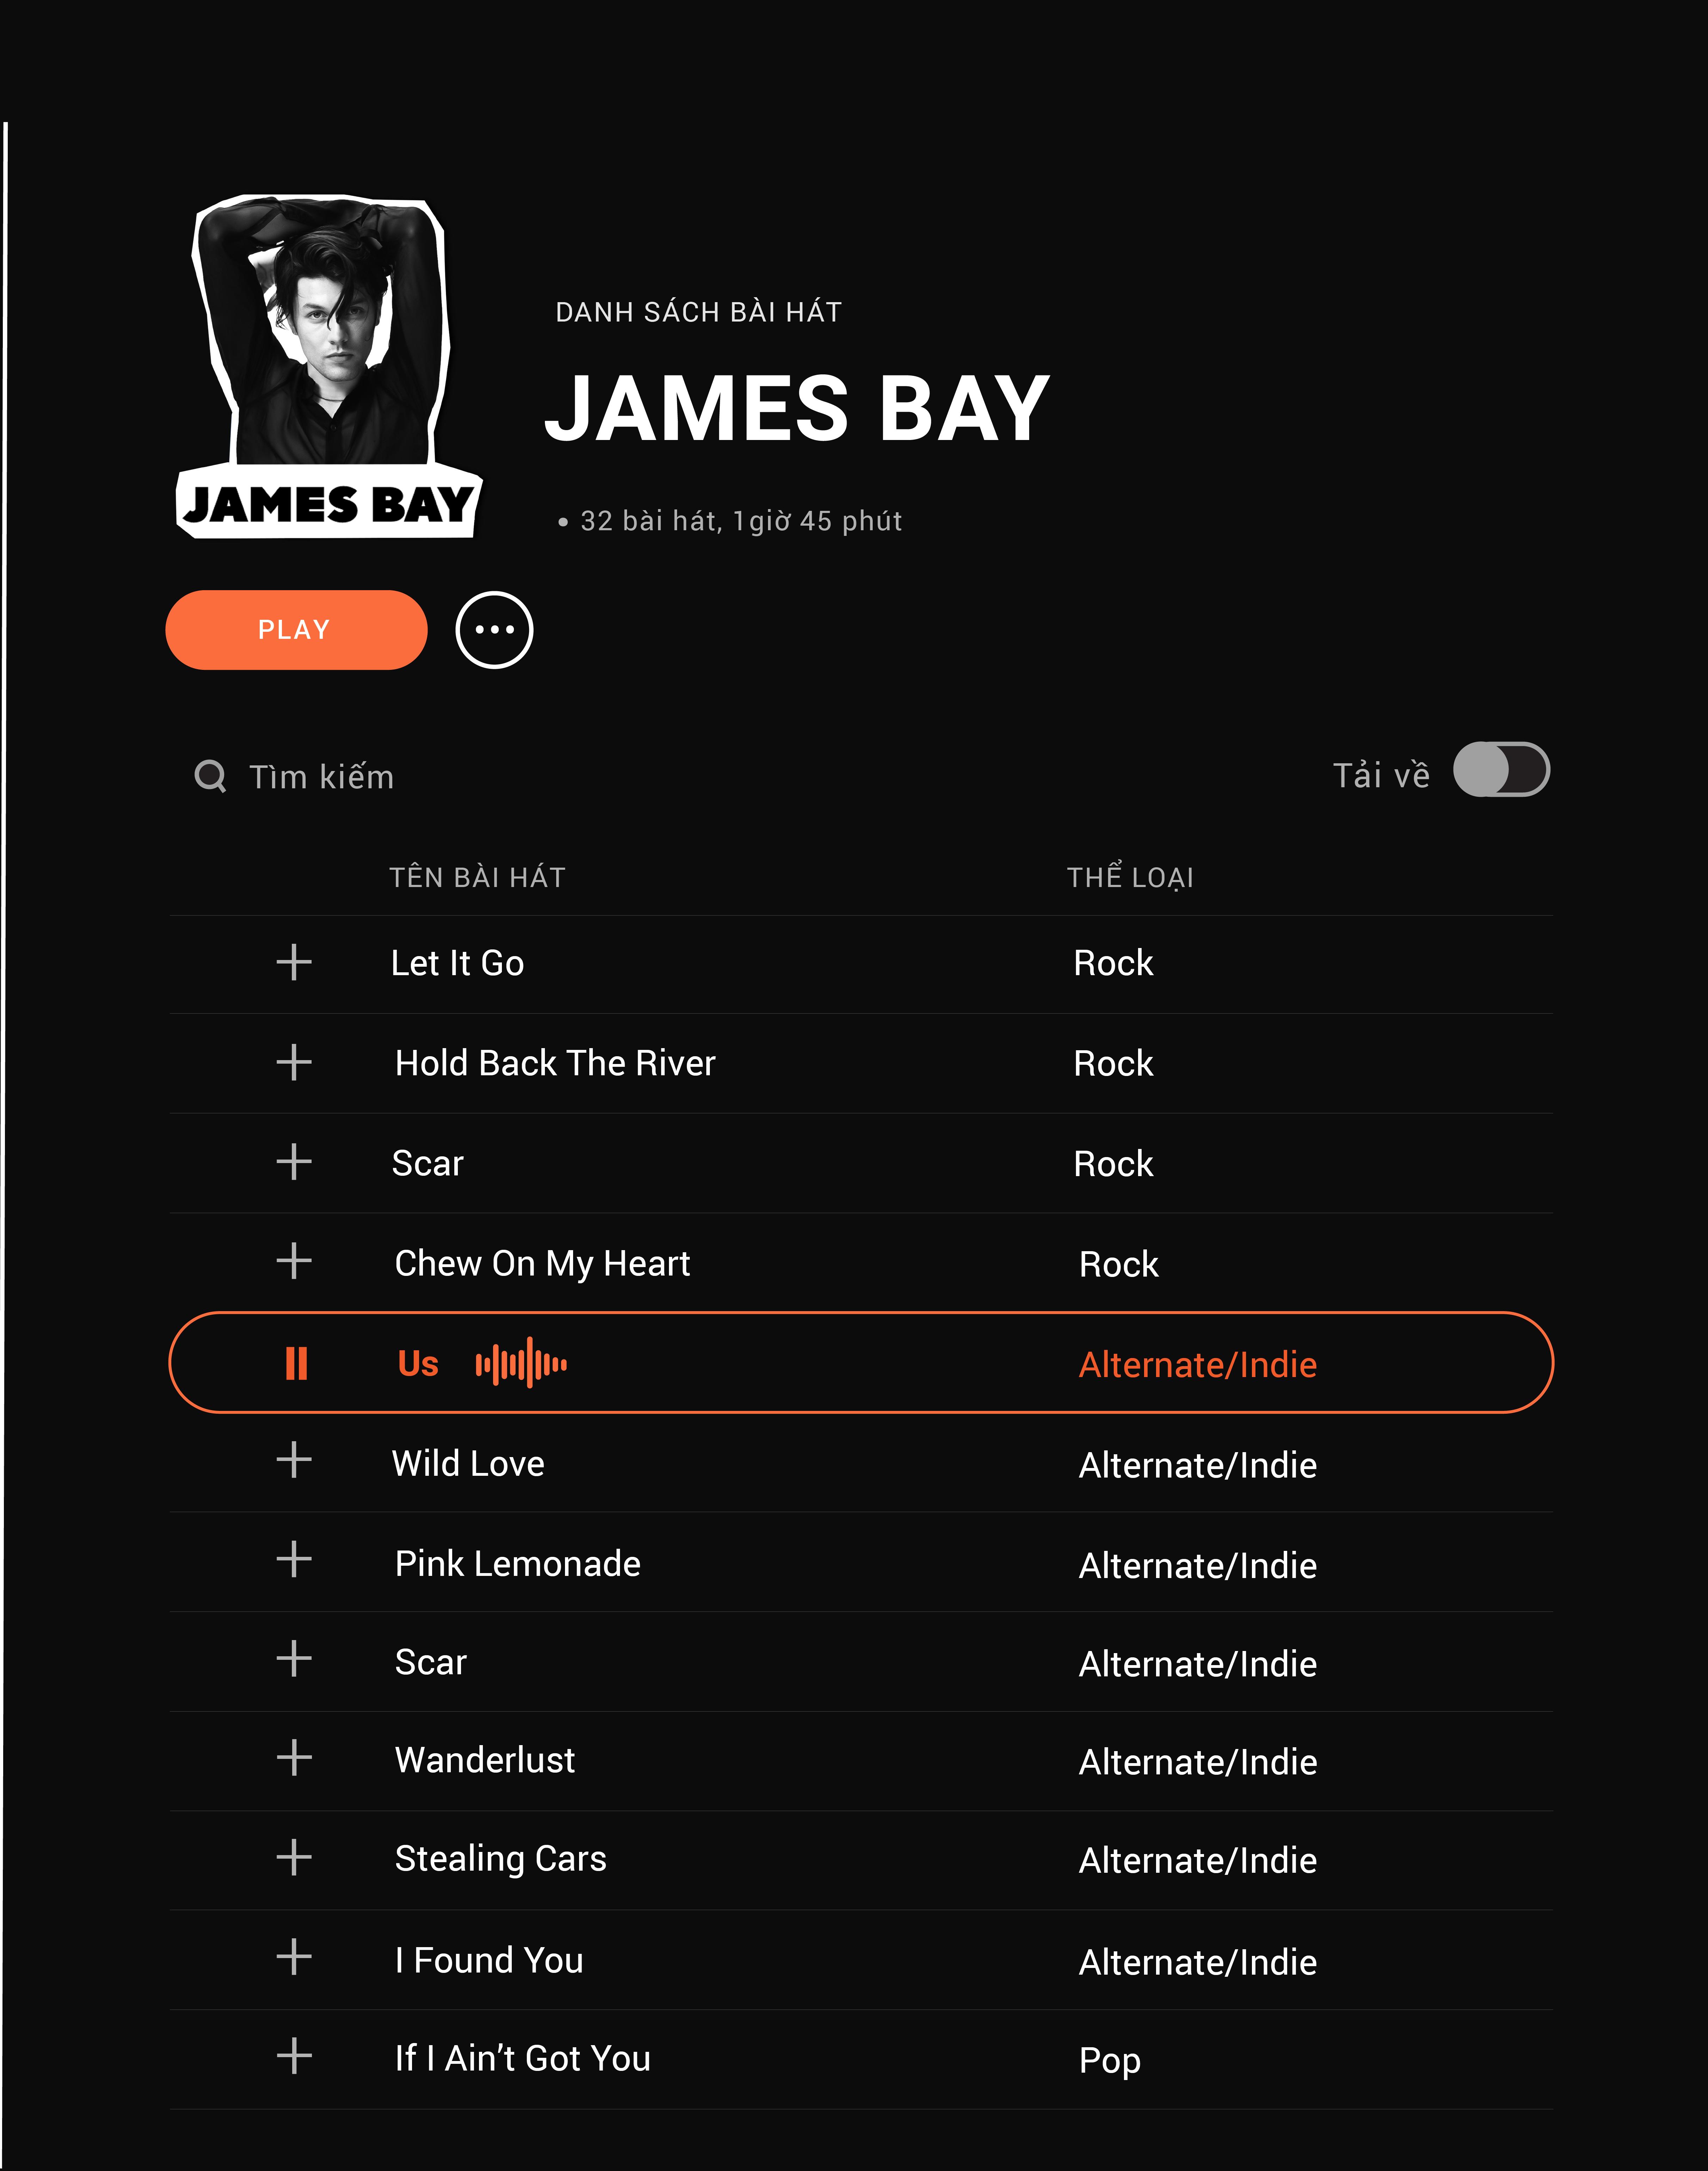 JAMES BAY
DANH SÁCH BÀI HÁT
JAMES BAY
• 32 bài hát, 1giờ 45 phút
PLAY
Tìm kiếm
Tải về
TÊN BÀI HÁT THỂ LOẠI
Let It Go Rock
Hold Back The River Rock
Scar Rock
Chew On My Heart Rock
Us Alternate/Indie
Wild Love Alternate/Indie
Pink Lemonade Alternate/Indie
Scar Alternate/Indie
Wanderlust Alternate/Indie
Stealing Cars Alternate/Indie
I Found You Alternate/Indie
If I Ain’t Got You Pop